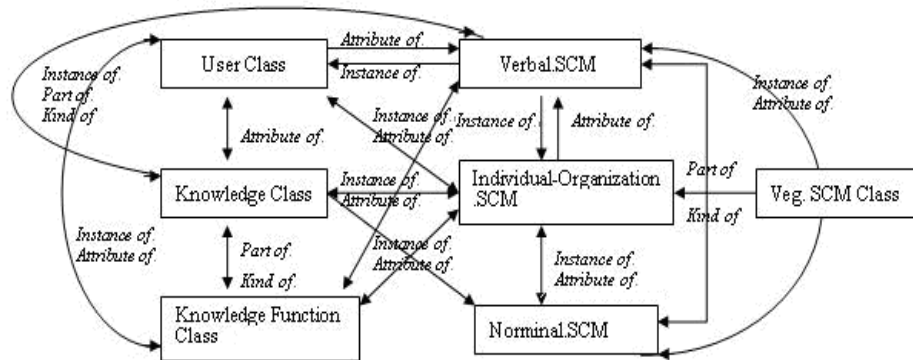 Attribute of.
User Class
Verbal.SCM
Instance of.
Instance of.
Part of.
Kind of.
Instance of.
Attribute of.
Instance of.
Attribute of.
Instance of.
Attribute of.
Attribute of.
Instance of.
Attribute of.
Part of.
Knowledge Class
Individual-Organization
.SCM
Veg. SCM Class
Kind of.
Instance of.
Attribute of.
Part of.
Kind of.
Instance of.
Attribute of.
Instance of.
Attribute of.
Knowledge Function
Class
Norminal.SCM